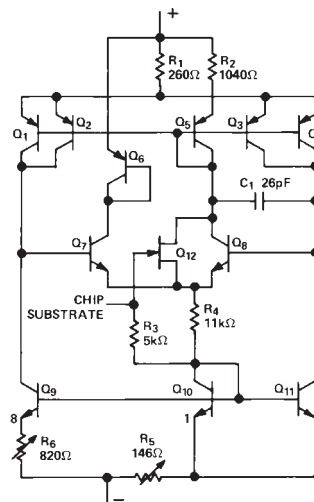 +
R1 260Ω
R2 1040Ω
Q1
Q2
Q5
Q3
Q
Q6
C1 26pF
Q7
Q12
Q8
CHIP SUBSTRATE
R3 5kΩ
R4 11kΩ
Q9
Q10
Q11
8
1
R6 820Ω
R5 146Ω
−